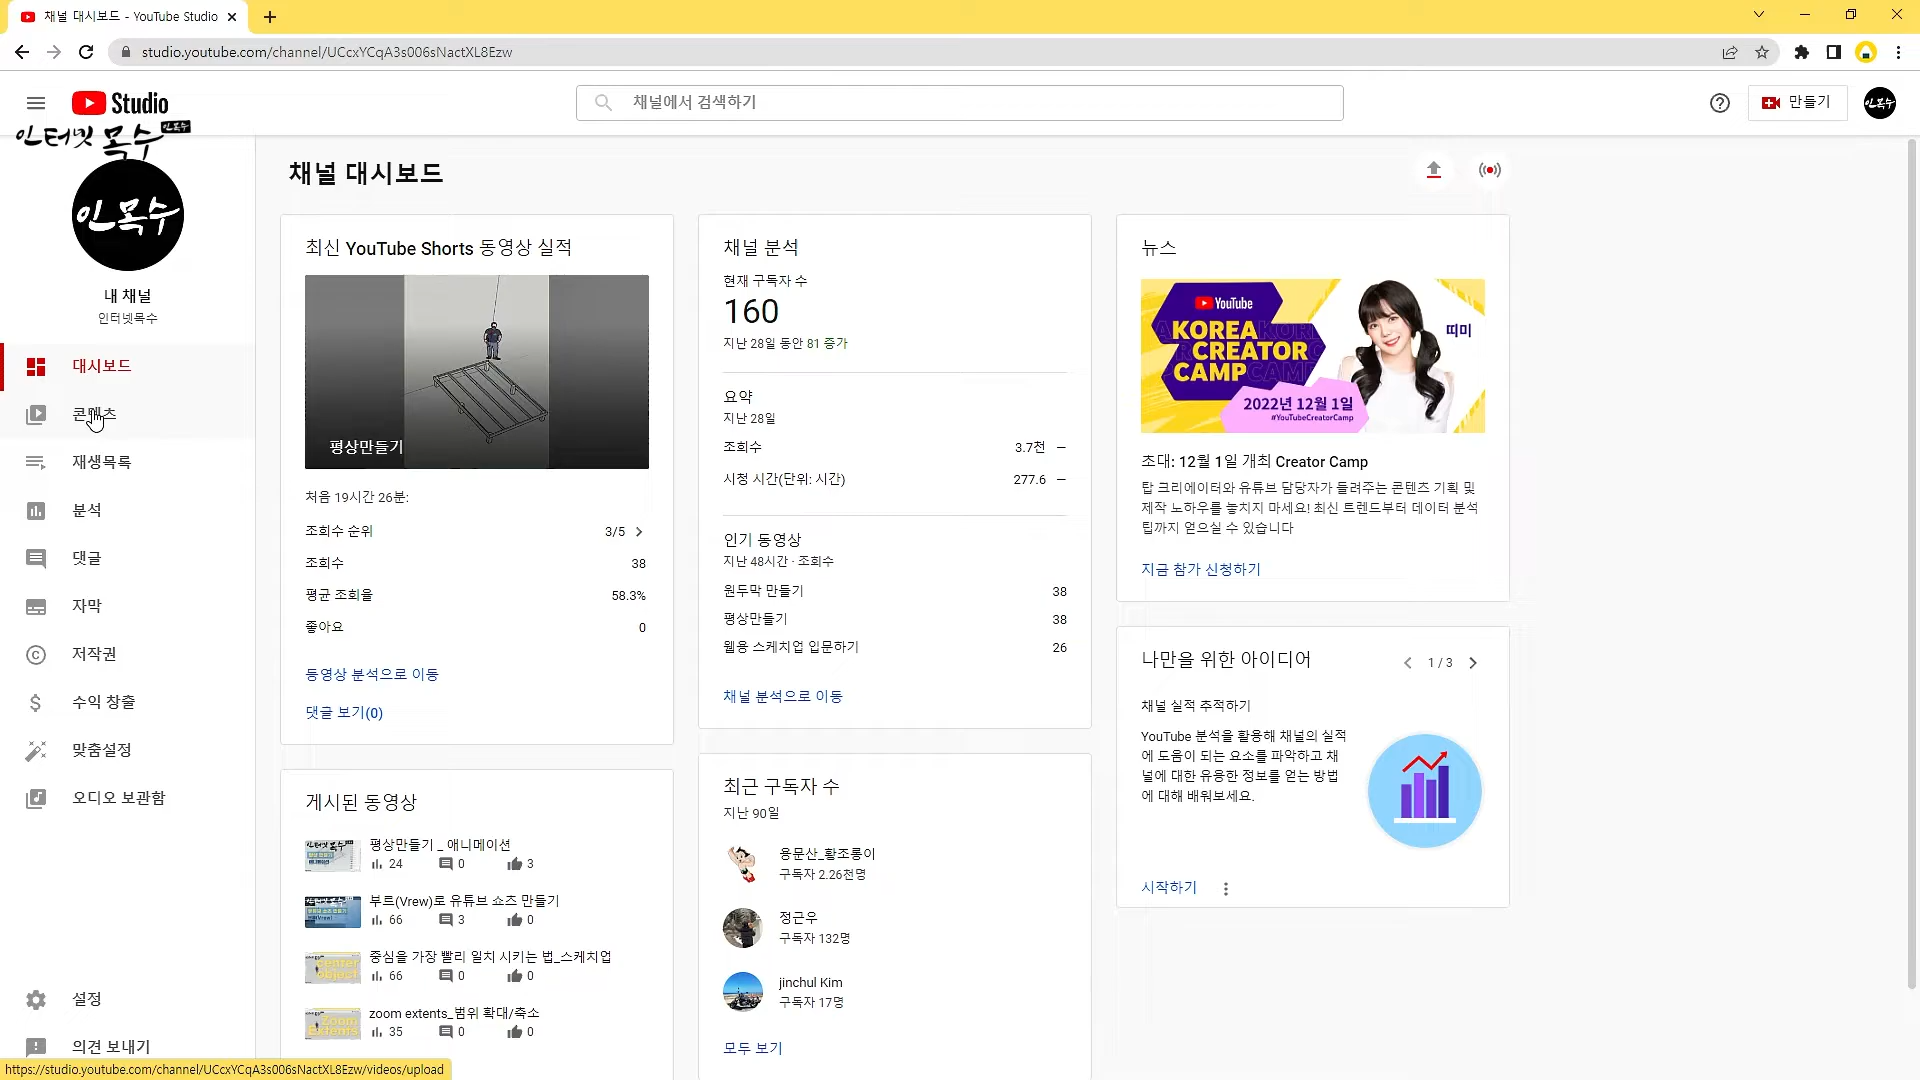 채널 대시보드 - YouTube Studio
studio.youtube.com/channel/UCcxYCqA3s006sNactXL8Ezw
Studio
채널에서 검색하기
만들기
인목수
인터넷 목수 인목수
인목수
내 채널
인터넷목수
대시보드
콘텐츠
재생목록
분석
댓글
자막
저작권
수익 창출
맞춤설정
오디오 보관함
설정
의견 보내기
채널 대시보드
최신 YouTube Shorts 동영상 실적
평상만들기
처음 19시간 26분:
조회수 순위 3/5
조회수 38
평균 조회율 58.3%
좋아요 0
동영상 분석으로 이동
댓글 보기(0)
게시된 동영상
평상만들기 _ 애니메이션
24 0 3
부트(Vrew)로 유튜브 쇼츠 만들기
66 3 0
중심을 가장 빨리 일치 시키는 법_스케치업
66 0 0
zoom extents_범위 확대/축소
35 0 0
채널 분석
현재 구독자 수
160
지난 28일 동안 81 증가
요약
지난 28일
조회수 3.7천 —
시청 시간(단위: 시간) 277.6 —
인기 동영상
지난 48시간 · 조회수
원두막 만들기 38
평상만들기 38
웹용 스케치업 입문하기 26
채널 분석으로 이동
최근 구독자 수
지난 90일
용문산_황조롱이
구독자 2.26천명
정근우
구독자 132명
jinchul Kim
구독자 17명
모두 보기
뉴스
YouTube
KOREA
CREATOR
CAMP
띠미
2022년 12월 1일
#YouTubeCreatorCamp
초대: 12월 1일 개최 Creator Camp
탑 크리에이터와 유튜브 담당자가 들려주는 콘텐츠 기획 및
제작 노하우를 놓치지 마세요! 최신 트렌드부터 데이터 분석
팁까지 얻으실 수 있습니다
지금 참가 신청하기
나만을 위한 아이디어 1 / 3
채널 실적 추적하기
YouTube 분석을 활용해 채널의 실적
에 도움이 되는 요소를 파악하고 채
널에 대한 유용한 정보를 얻는 방법
에 대해 배워보세요.
시작하기
https://studio.youtube.com/channel/UCcxYCqA3s006sNactXL8Ezw/videos/upload